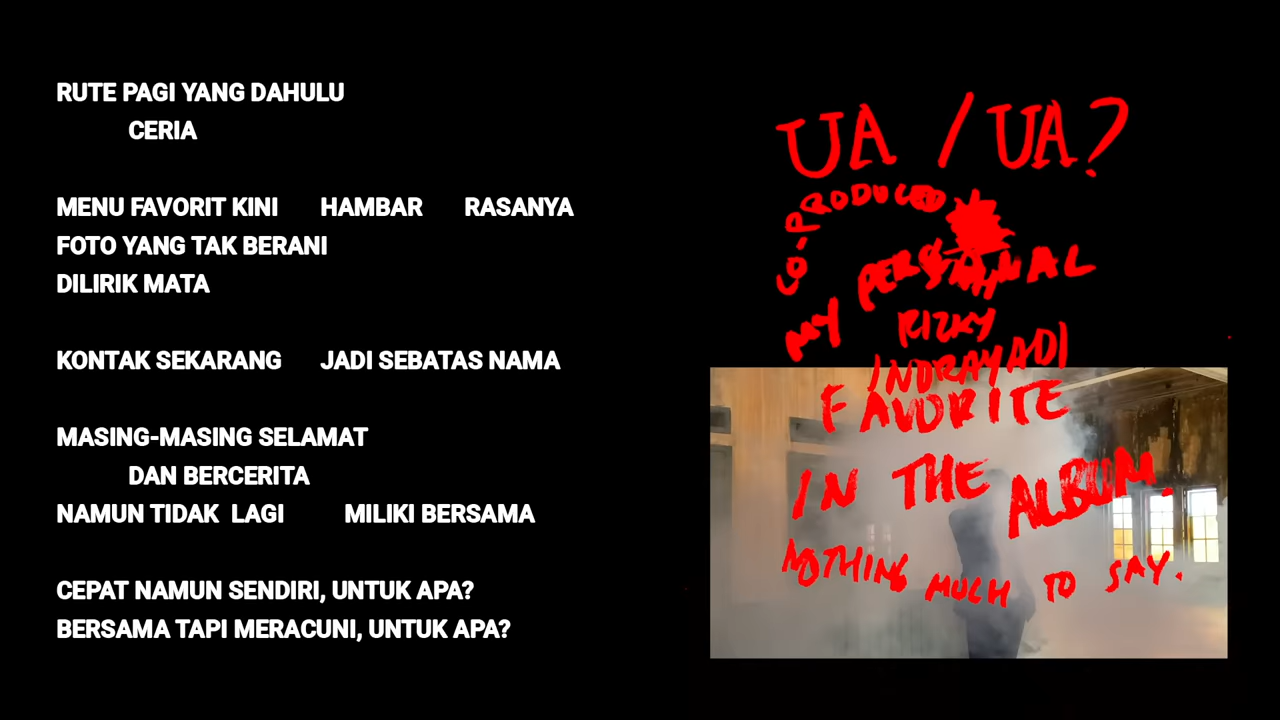 RUTE PAGI YANG DAHULU
CERIA
MENU FAVORIT KINI HAMBAR RASANYA
FOTO YANG TAK BERANI
DILIRIK MATA
KONTAK SEKARANG JADI SEBATAS NAMA
MASING-MASING SELAMAT
DAN BERCERITA
NAMUN TIDAK LAGI MILIKI BERSAMA
CEPAT NAMUN SENDIRI, UNTUK APA?
BERSAMA TAPI MERACUNI, UNTUK APA?
UA / UA?
CO-PRODUCED
MY PERSONAL
RIZKY
INDRAYADI
FAVORITE
IN THE ALBUM.
NOTHING MUCH TO SAY.